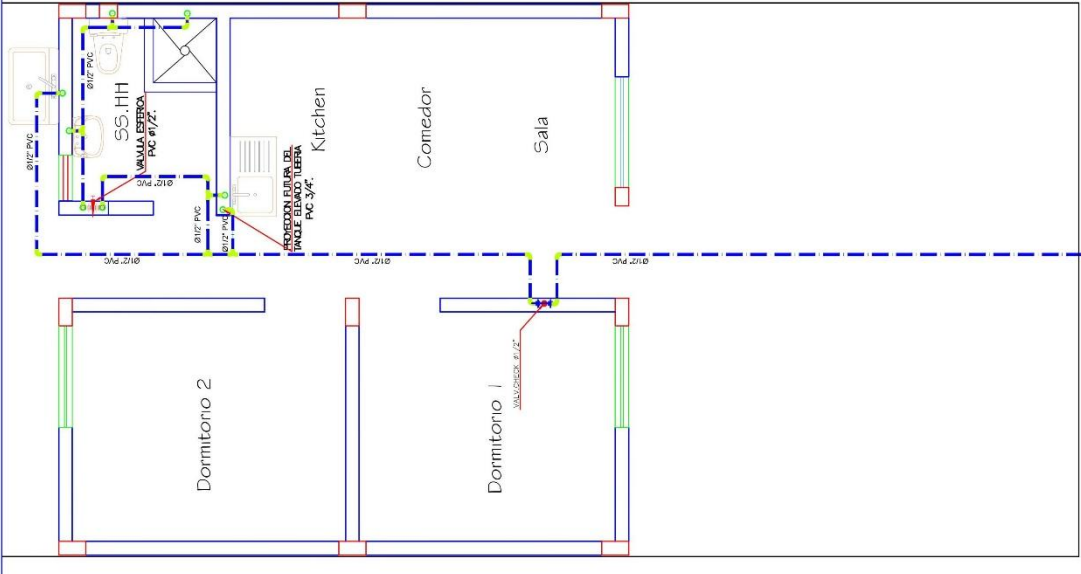 Ø1/2" PVC
SS.HH
VALVULA ESFERICA
PVC Ø1/2".
Ø1/2" PVC
Ø1/2" PVC
Ø1/2" PVC
Ø1/2" PVC
PROYECCION FUTURA DEL
TANQUE ELEVADO TUBERIA
PVC 3/4".
Kitchen
Comedor
Sala
Ø1/2" PVC
Ø1/2" PVC
Ø1/2" PVC
Dormitorio 2
Dormitorio 1
VALV.CHECK Ø1/2"